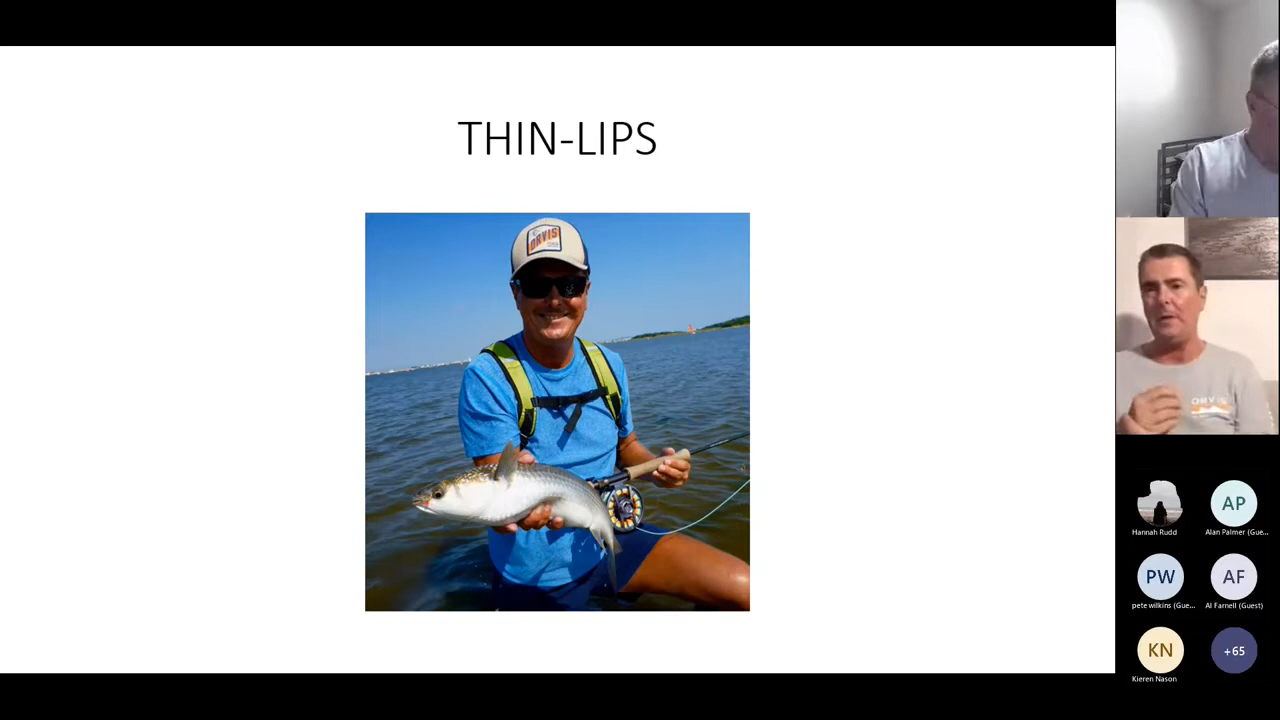 THIN-LIPS
ORVIS
ORVIS
Hannah Rudd
AP
Alan Palmer (Gue...
PW
pete wilkins (Gue...
AF
Al Farnell (Guest)
KN
Kieren Nason
+65